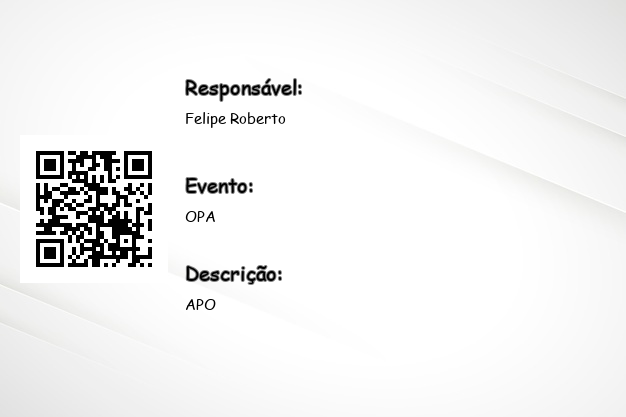 Responsável:
Felipe Roberto
Evento:
OPA
Descrição:
APO